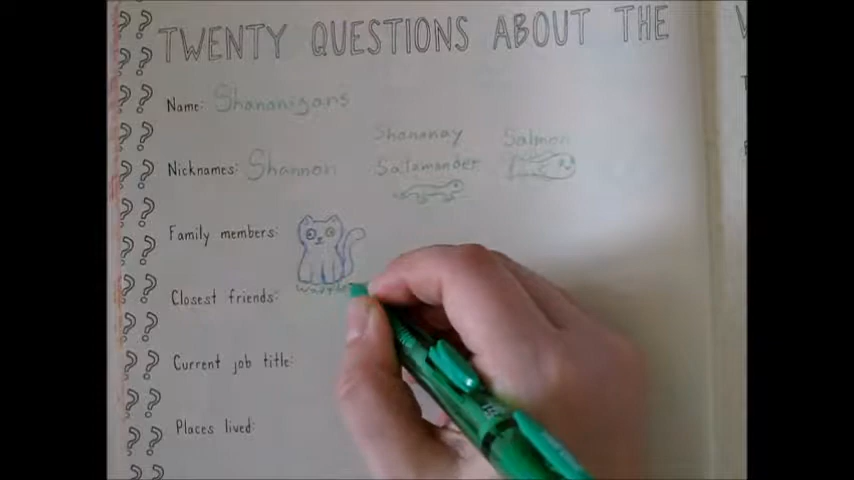 TWENTY QUESTIONS ABOUT THE
Name: Shananigans
Shananay Salmon
Nicknames: Shannon Salamander
Family members:
Closest friends:
Current job title:
Places lived: